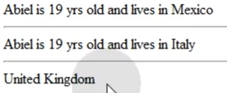 Abiel is 19 yrs old and lives in Mexico
Abiel is 19 yrs old and lives in Italy
United Kingdom